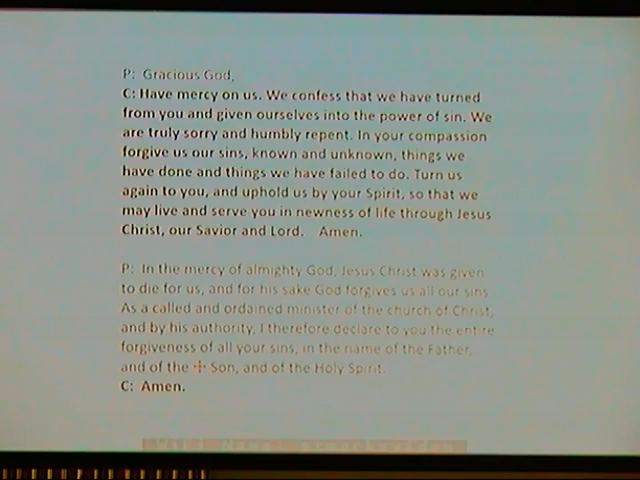 P: Gracious God,
C: Have mercy on us. We confess that we have turned
from you and given ourselves into the power of sin. We
are truly sorry and humbly repent. In your compassion
forgive us our sins, known and unknown, things we
have done and things we have failed to do. Turn us
again to you, and uphold us by your Spirit, so that we
may live and serve you in newness of life through Jesus
Christ, our Savior and Lord. Amen.
P: In the mercy of almighty God, Jesus Christ was given
to die for us, and for his sake God forgives us all our sins.
As a called and ordained minister of the church of Christ,
and by his authority, I therefore declare to you the entire
forgiveness of all your sins, in the name of the Father,
and of the ✢ Son, and of the Holy Spirit.
C: Amen.